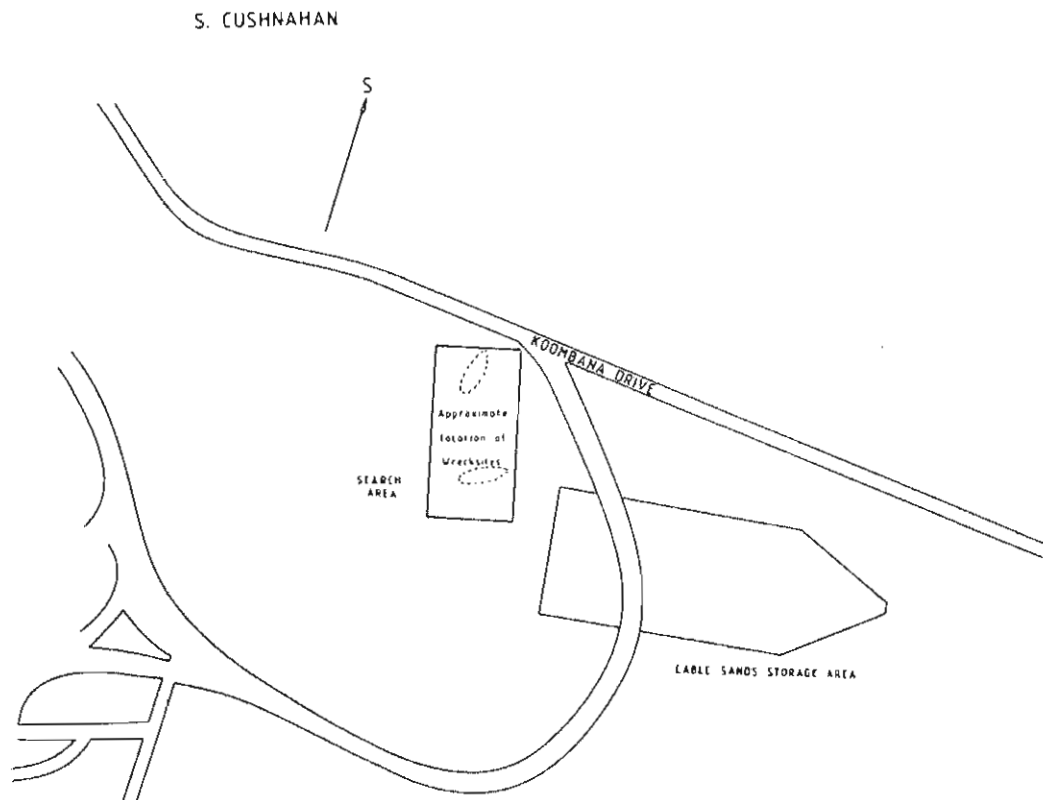 S. CUSHNAHAN
S
KOOMBANA DRIVE
Approximate
location of
Wrecksites
SEARCH
AREA
CABLE SANDS STORAGE AREA